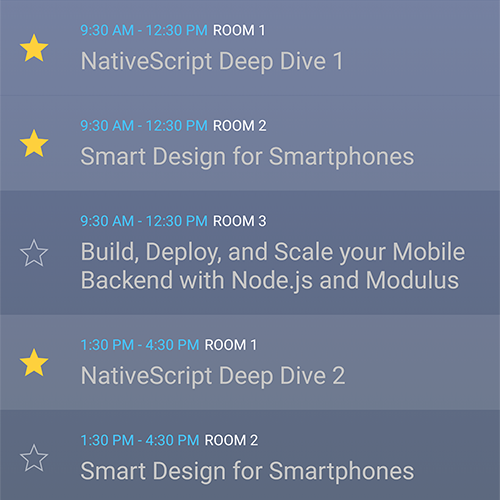 9:30 AM - 12:30 PM ROOM 1
NativeScript Deep Dive 1
9:30 AM - 12:30 PM ROOM 2
Smart Design for Smartphones
9:30 AM - 12:30 PM ROOM 3
Build, Deploy, and Scale your Mobile
Backend with Node.js and Modulus
1:30 PM - 4:30 PM ROOM 1
NativeScript Deep Dive 2
1:30 PM - 4:30 PM ROOM 2
Smart Design for Smartphones